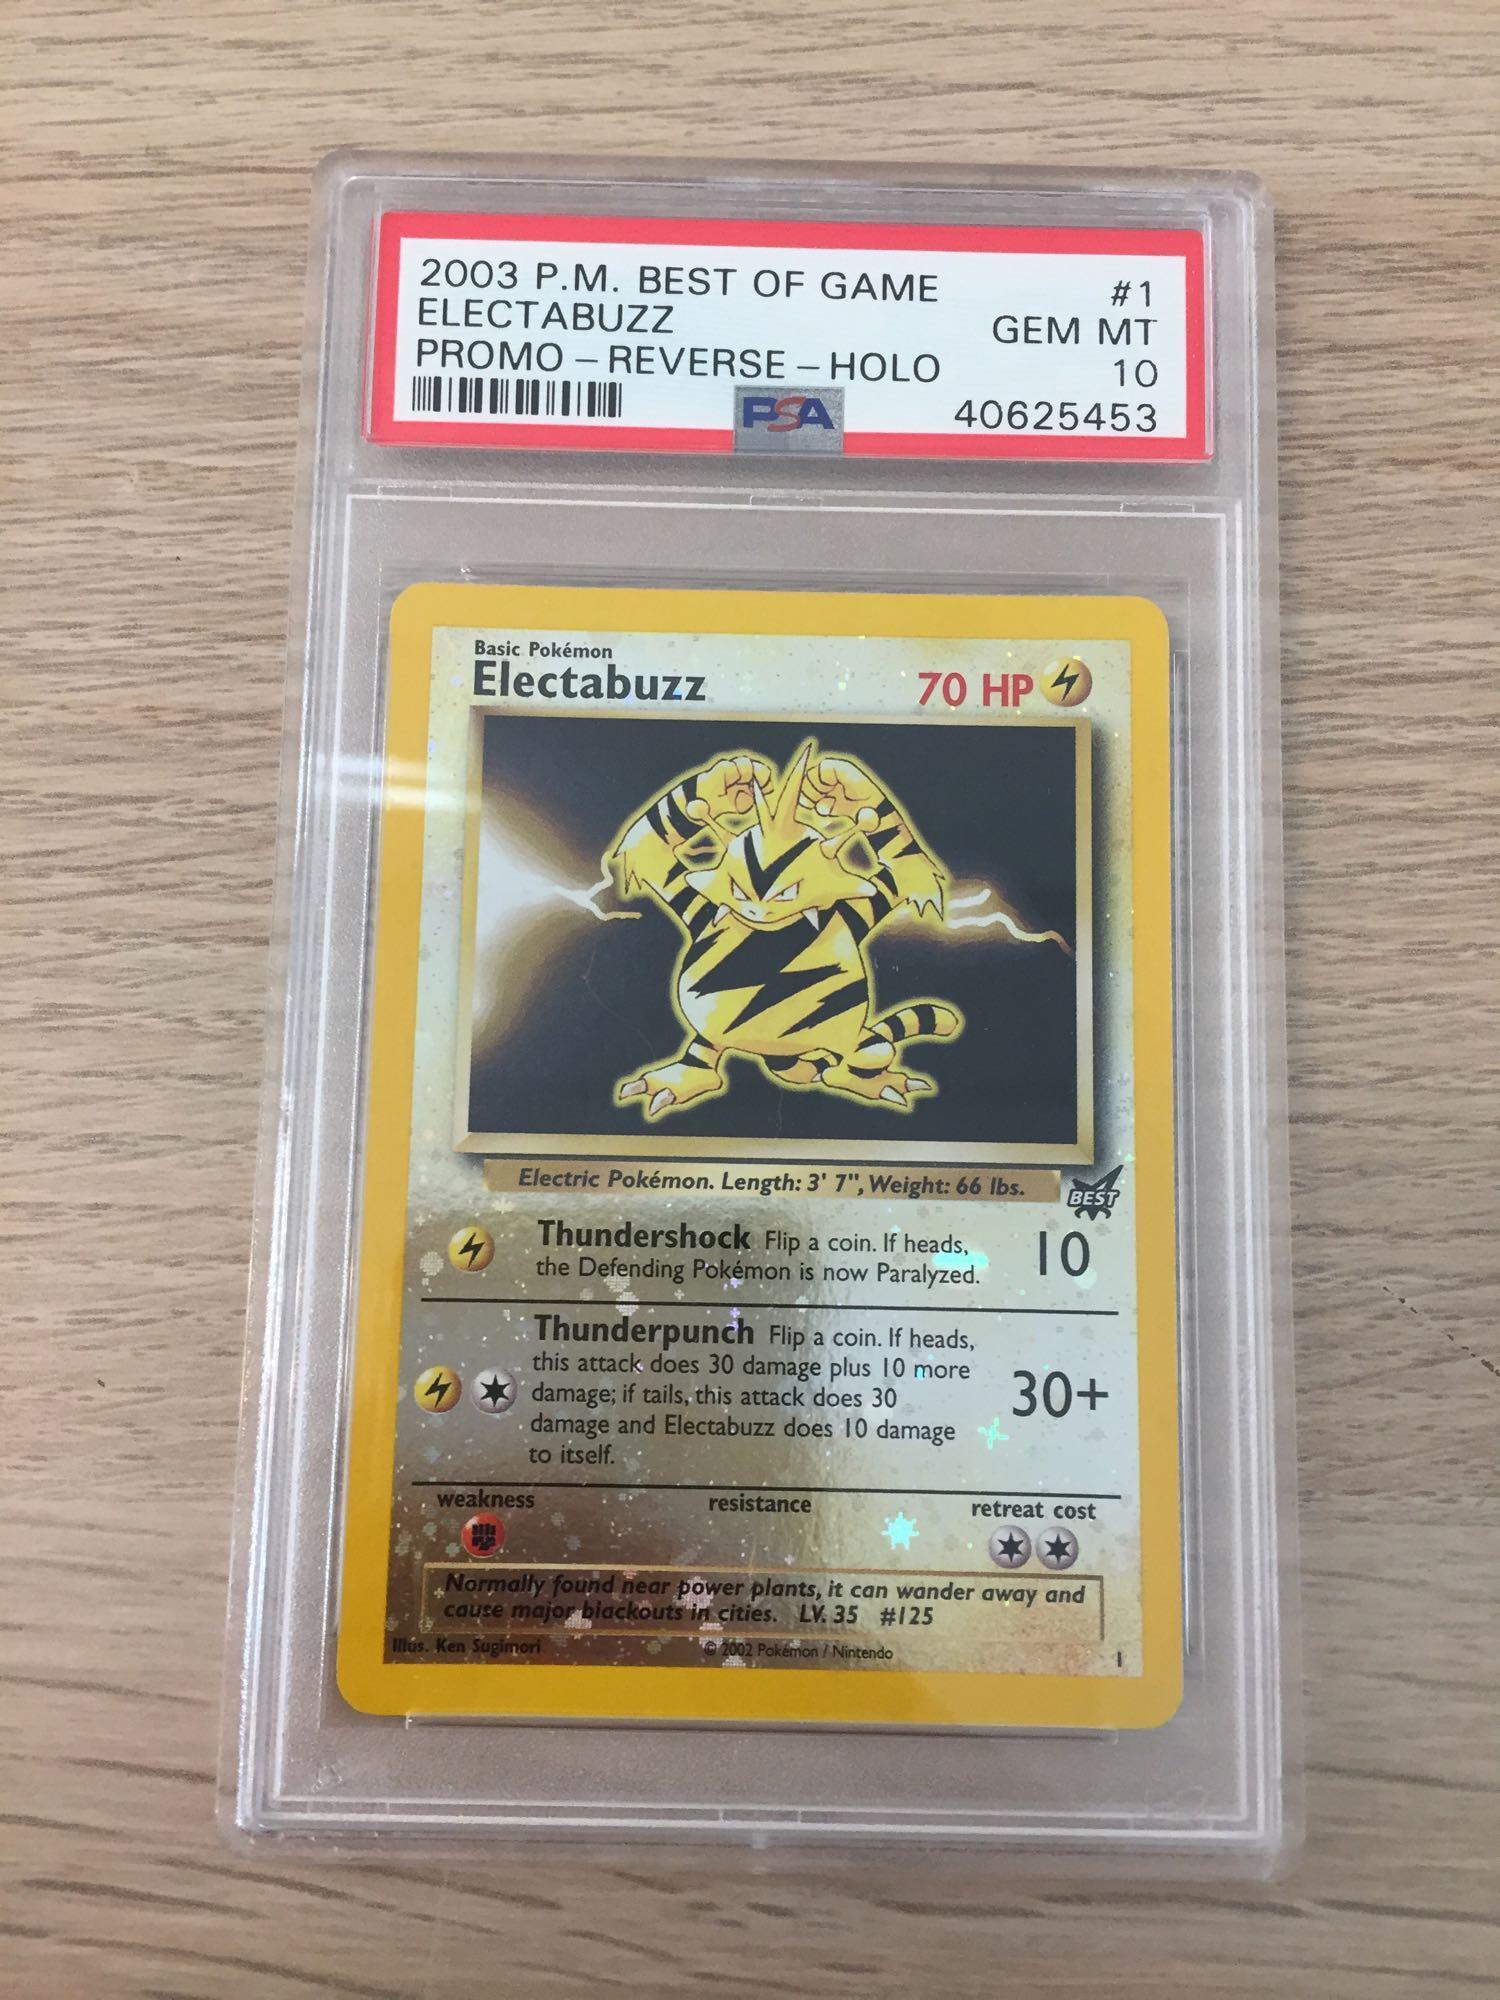 2003 P.M. BEST OF GAME #1
ELECTABUZZ GEM MT
PROMO – REVERSE – HOLO 10
PSA 40625453
Basic Pokémon
Electabuzz 70 HP
Electric Pokémon. Length: 3' 7", Weight: 66 lbs.
BEST
Thundershock Flip a coin. If heads, 10
the Defending Pokémon is now Paralyzed.
Thunderpunch Flip a coin. If heads,
this attack does 30 damage plus 10 more
damage; if tails, this attack does 30 30+
damage and Electabuzz does 10 damage
to itself.
weakness resistance retreat cost
Normally found near power plants, it can wander away and
cause major blackouts in cities. LV. 35 #125
Illus. Ken Sugimori © 2002 Pokémon / Nintendo 1